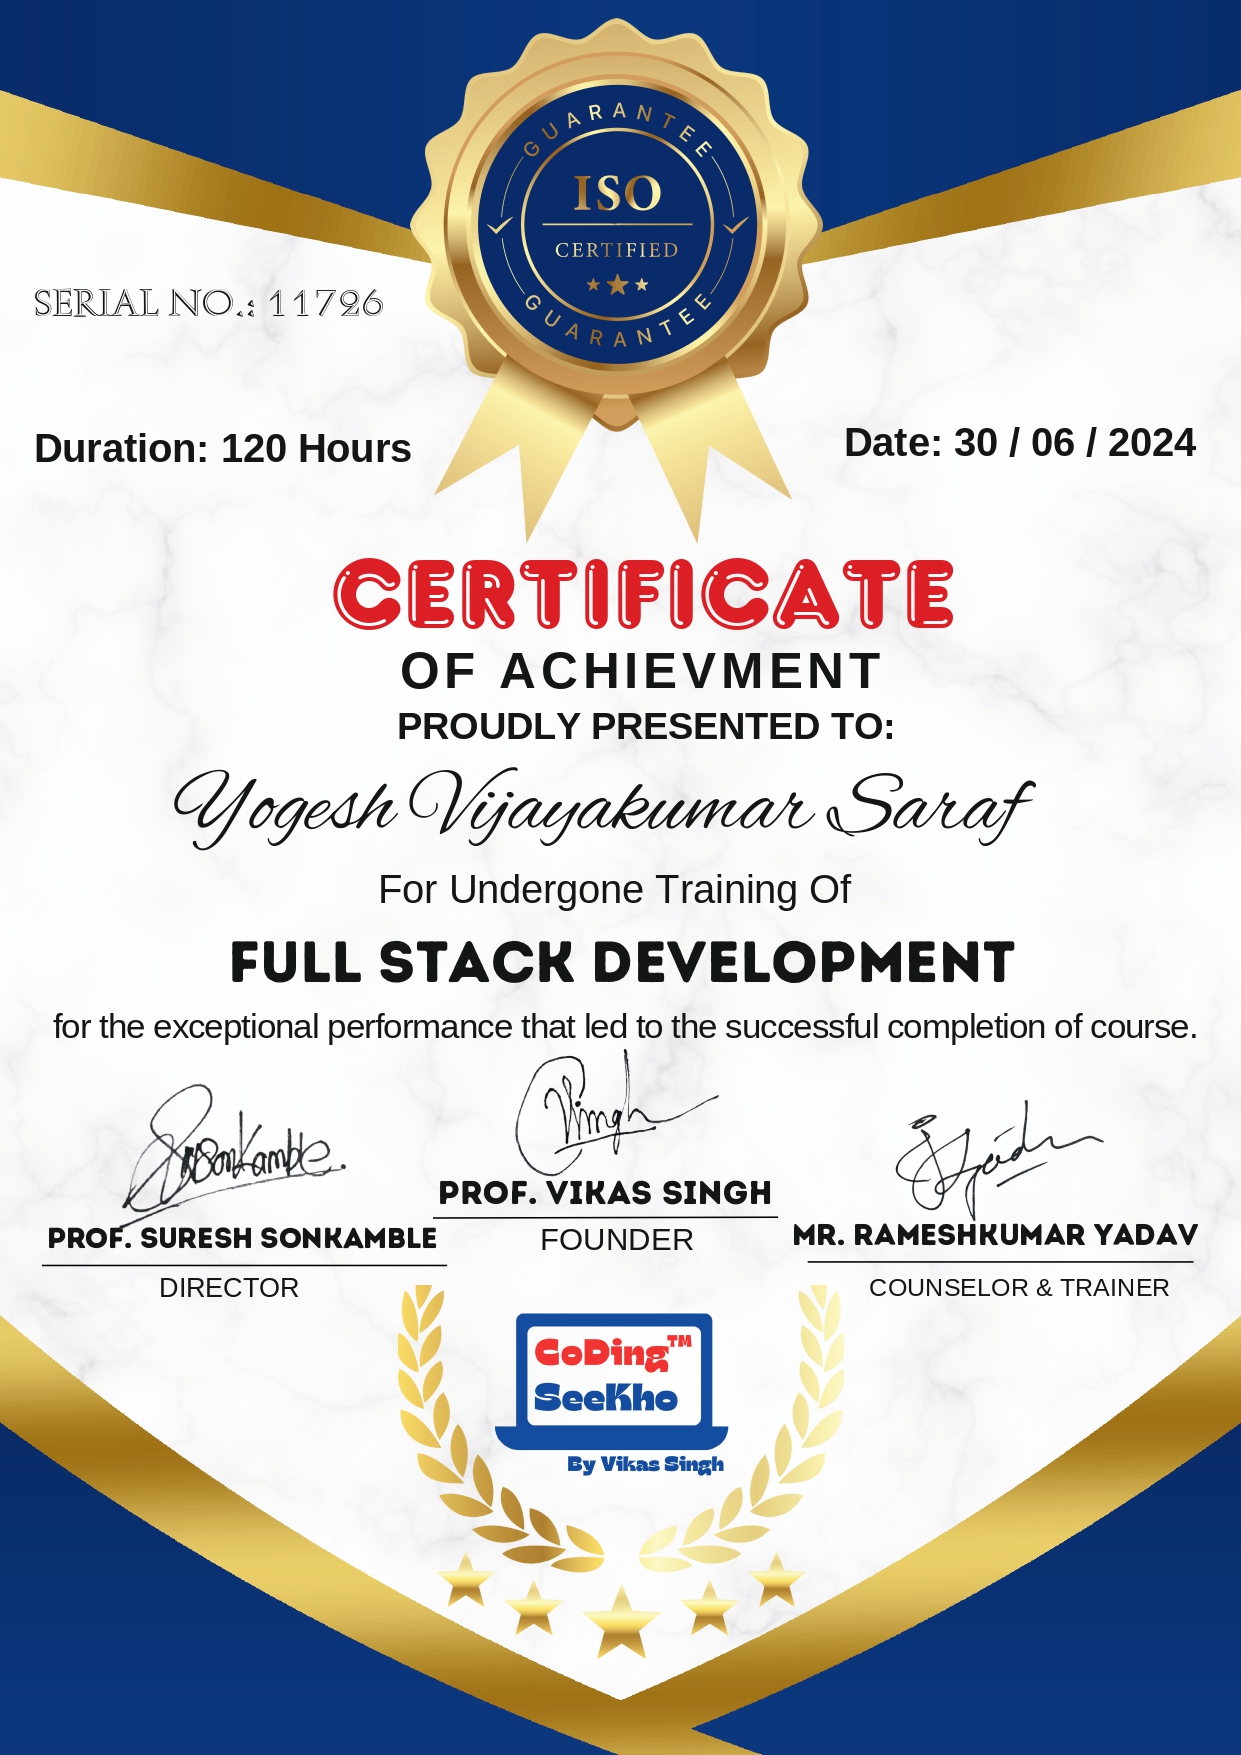 GUARANTEE
ISO
CERTIFIED
GUARANTEE
SERIAL NO.: 11726
Duration: 120 Hours
Date: 30 / 06 / 2024
CERTIFICATE
OF ACHIEVMENT
PROUDLY PRESENTED TO:
Yogesh Vijayakumar Saraf
For Undergone Training Of
FULL STACK DEVELOPMENT
for the exceptional performance that led to the successful completion of course.
PROF. SURESH SONKAMBLE
DIRECTOR
PROF. VIKAS SINGH
FOUNDER
MR. RAMESHKUMAR YADAV
COUNSELOR & TRAINER
CoDing™
SeeKho
By Vikas Singh